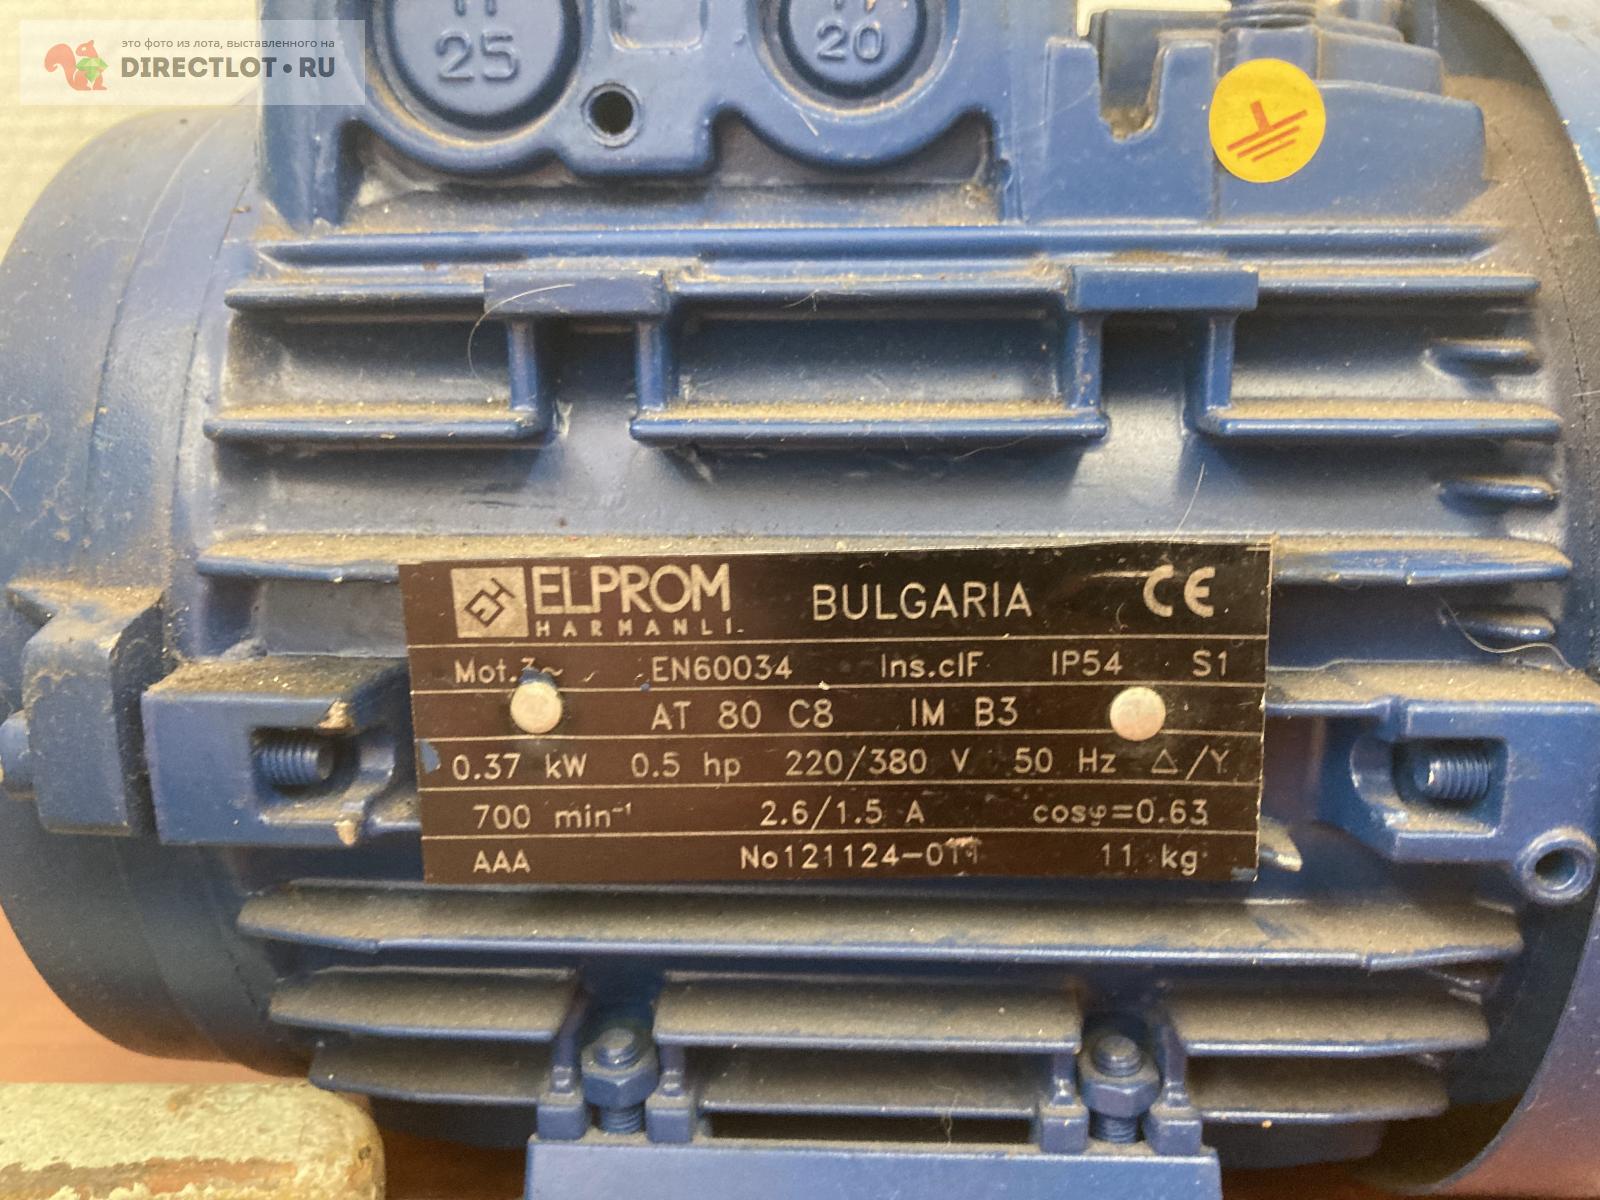 это фото из лота, выставленного на
DIRECTLOT•RU
25
20
ELPROM
HARMANLI
BULGARIA
CE
Mot.3~ EN60034 Ins.clF IP54 S1
AT 80 C8 IM B3
0.37 kW 0.5 hp 220/380 V 50 Hz △/Y
700 min⁻¹ 2.6/1.5 A cosφ=0.63
AAA No121124-011 11 kg